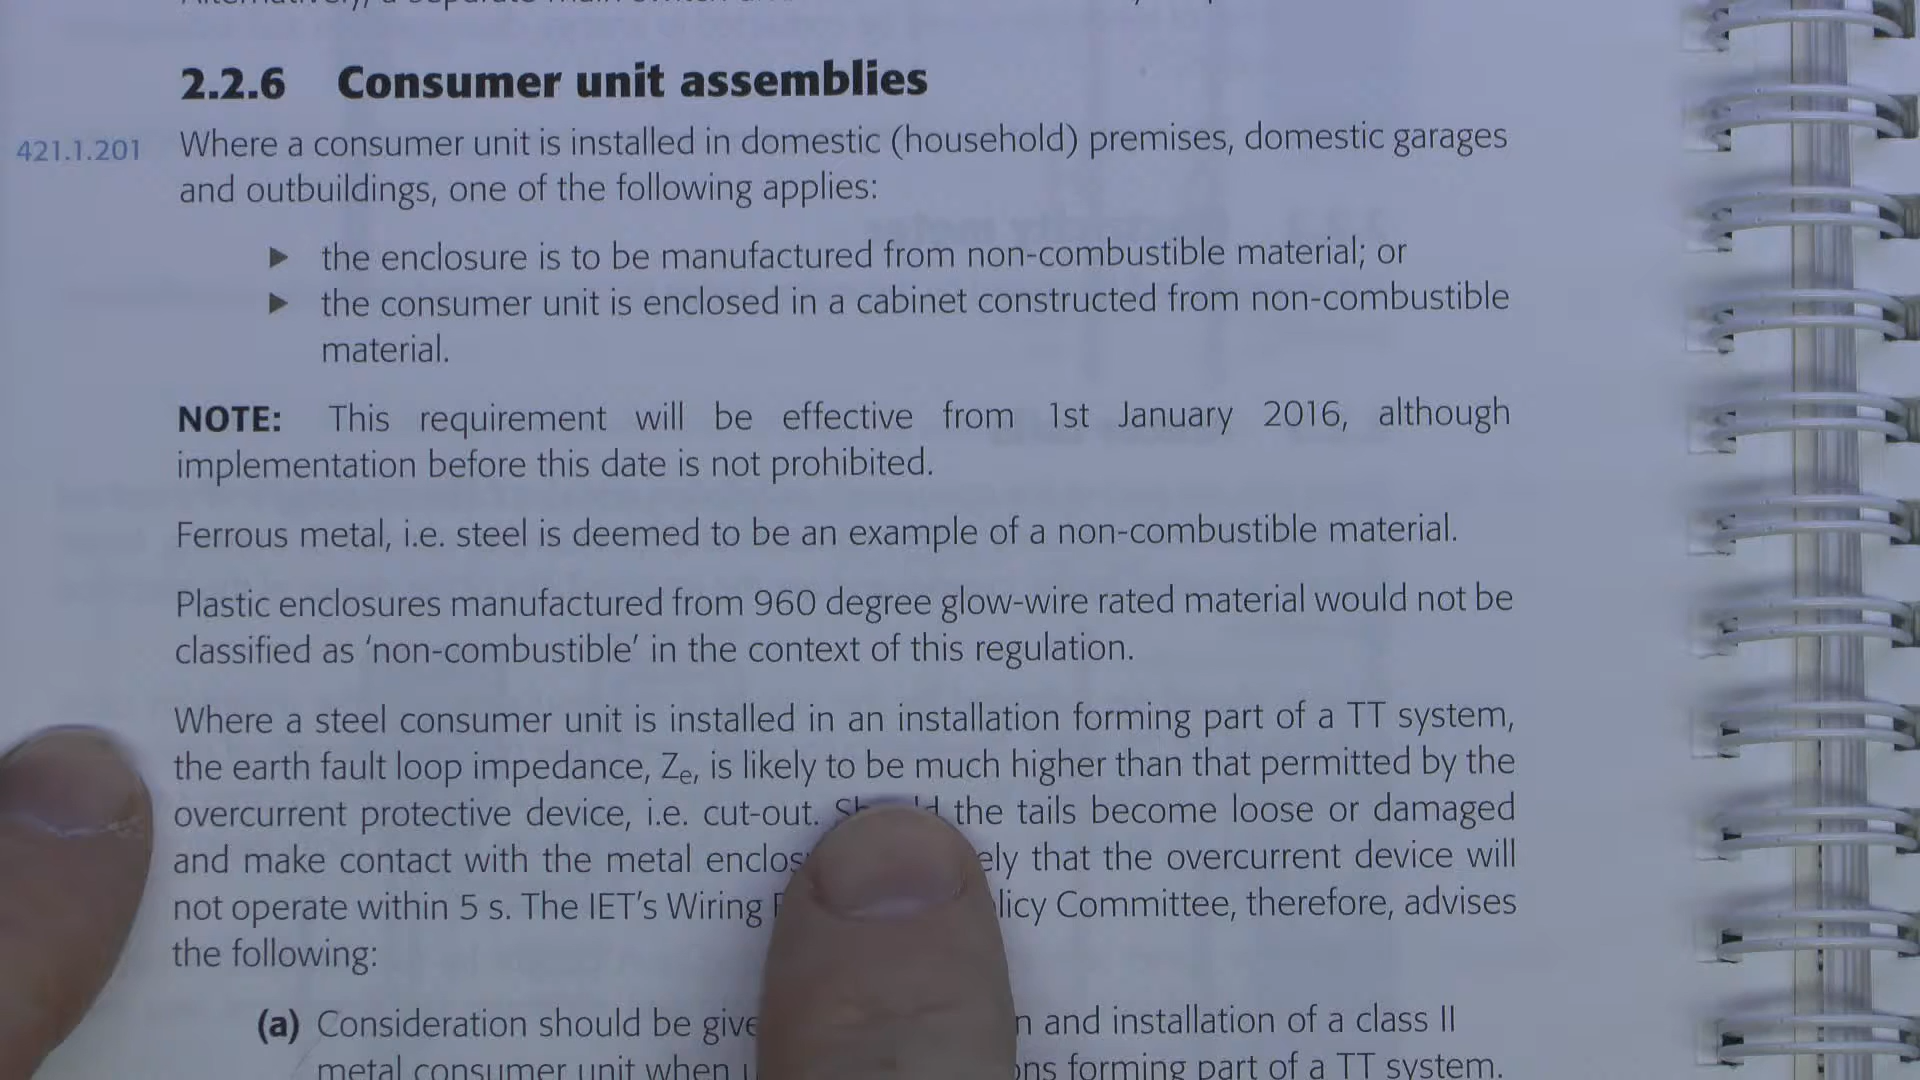 2.2.6 Consumer unit assemblies
421.1.201 Where a consumer unit is installed in domestic (household) premises, domestic garages
and outbuildings, one of the following applies:
▶ the enclosure is to be manufactured from non-combustible material; or
▶ the consumer unit is enclosed in a cabinet constructed from non-combustible
material.
NOTE: This requirement will be effective from 1st January 2016, although
implementation before this date is not prohibited.
Ferrous metal, i.e. steel is deemed to be an example of a non-combustible material.
Plastic enclosures manufactured from 960 degree glow-wire rated material would not be
classified as ‘non-combustible’ in the context of this regulation.
Where a steel consumer unit is installed in an installation forming part of a TT system,
the earth fault loop impedance, Ze, is likely to be much higher than that permitted by the
overcurrent protective device, i.e. cut-out. the tails become loose or damaged
and make contact with the metal that the overcurrent device will
not operate within 5 s. The IET’s Wiring Committee, therefore, advises
the following:
(a) Consideration should be and installation of a class II
metal consumer unit when forming part of a TT system.